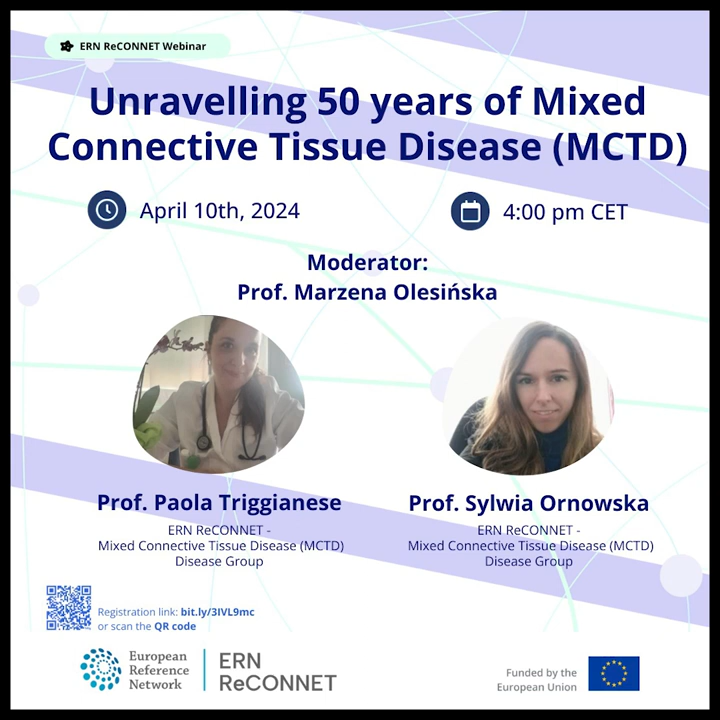 ERN ReCONNET Webinar
Unravelling 50 years of Mixed
Connective Tissue Disease (MCTD)
April 10th, 2024
4:00 pm CET
Moderator:
Prof. Marzena Olesińska
Prof. Paola Triggianese
ERN ReCONNET -
Mixed Connective Tissue Disease (MCTD)
Disease Group
Prof. Sylwia Ornowska
ERN ReCONNET -
Mixed Connective Tissue Disease (MCTD)
Disease Group
Registration link: bit.ly/3IVL9mc
or scan the QR code
European
Reference
Network
ERN
ReCONNET
Funded by the
European Union